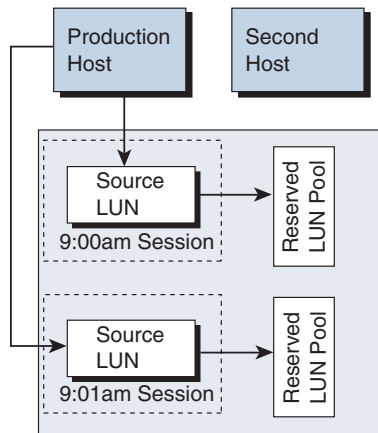 Production
Host
Second
Host
Source
LUN
9:00am Session
Reserved
LUN Pool
Source
LUN
9:01am Session
Reserved
LUN Pool